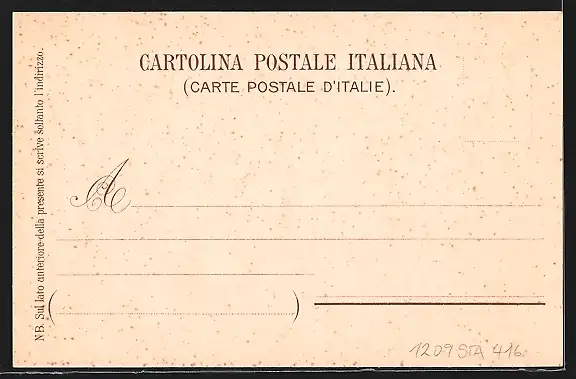 CARTOLINA POSTALE ITALIANA
(CARTE POSTALE D'ITALIE).
NB. Sul lato anteriore della presente si scrive soltanto l'indirizzo.
A
( )
1209 STA 416